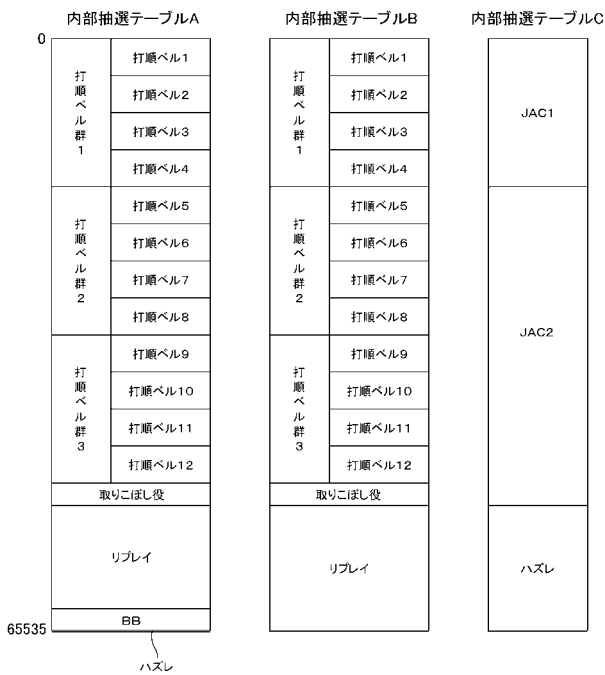 内部抽選テーブルA
内部抽選テーブルB
内部抽選テーブルC
0
65535
打順ベル群1
打順ベル1
打順ベル2
打順ベル3
打順ベル4
打順ベル群2
打順ベル5
打順ベル6
打順ベル7
打順ベル8
打順ベル群3
打順ベル9
打順ベル10
打順ベル11
打順ベル12
取りこぼし役
リプレイ
BB
ハズレ
打順ベル群1
打順ベル1
打順ベル2
打順ベル3
打順ベル4
打順ベル群2
打順ベル5
打順ベル6
打順ベル7
打順ベル8
打順ベル群3
打順ベル9
打順ベル10
打順ベル11
打順ベル12
取りこぼし役
リプレイ
JAC1
JAC2
ハズレ